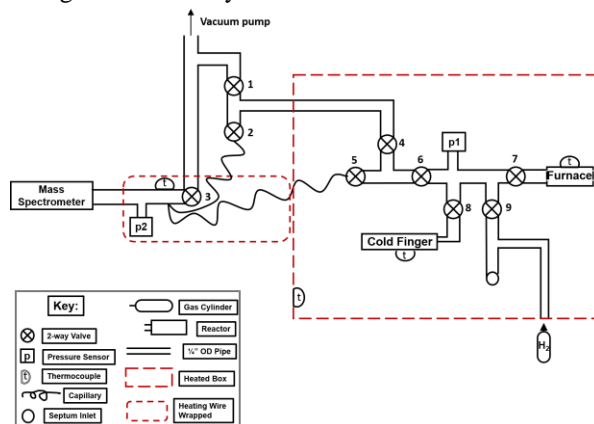 Vacuum pump
1
2
3
4
5
6
7
8
9
p1
t
Furnace
t
Mass
Spectrometer
p2
Cold Finger
t
t
H2
Key:
Gas Cylinder
2-way Valve
Reactor
p
Pressure Sensor
¼" OD Pipe
t
Thermocouple
Heated Box
Capillary
Septum Inlet
Heating Wire
Wrapped